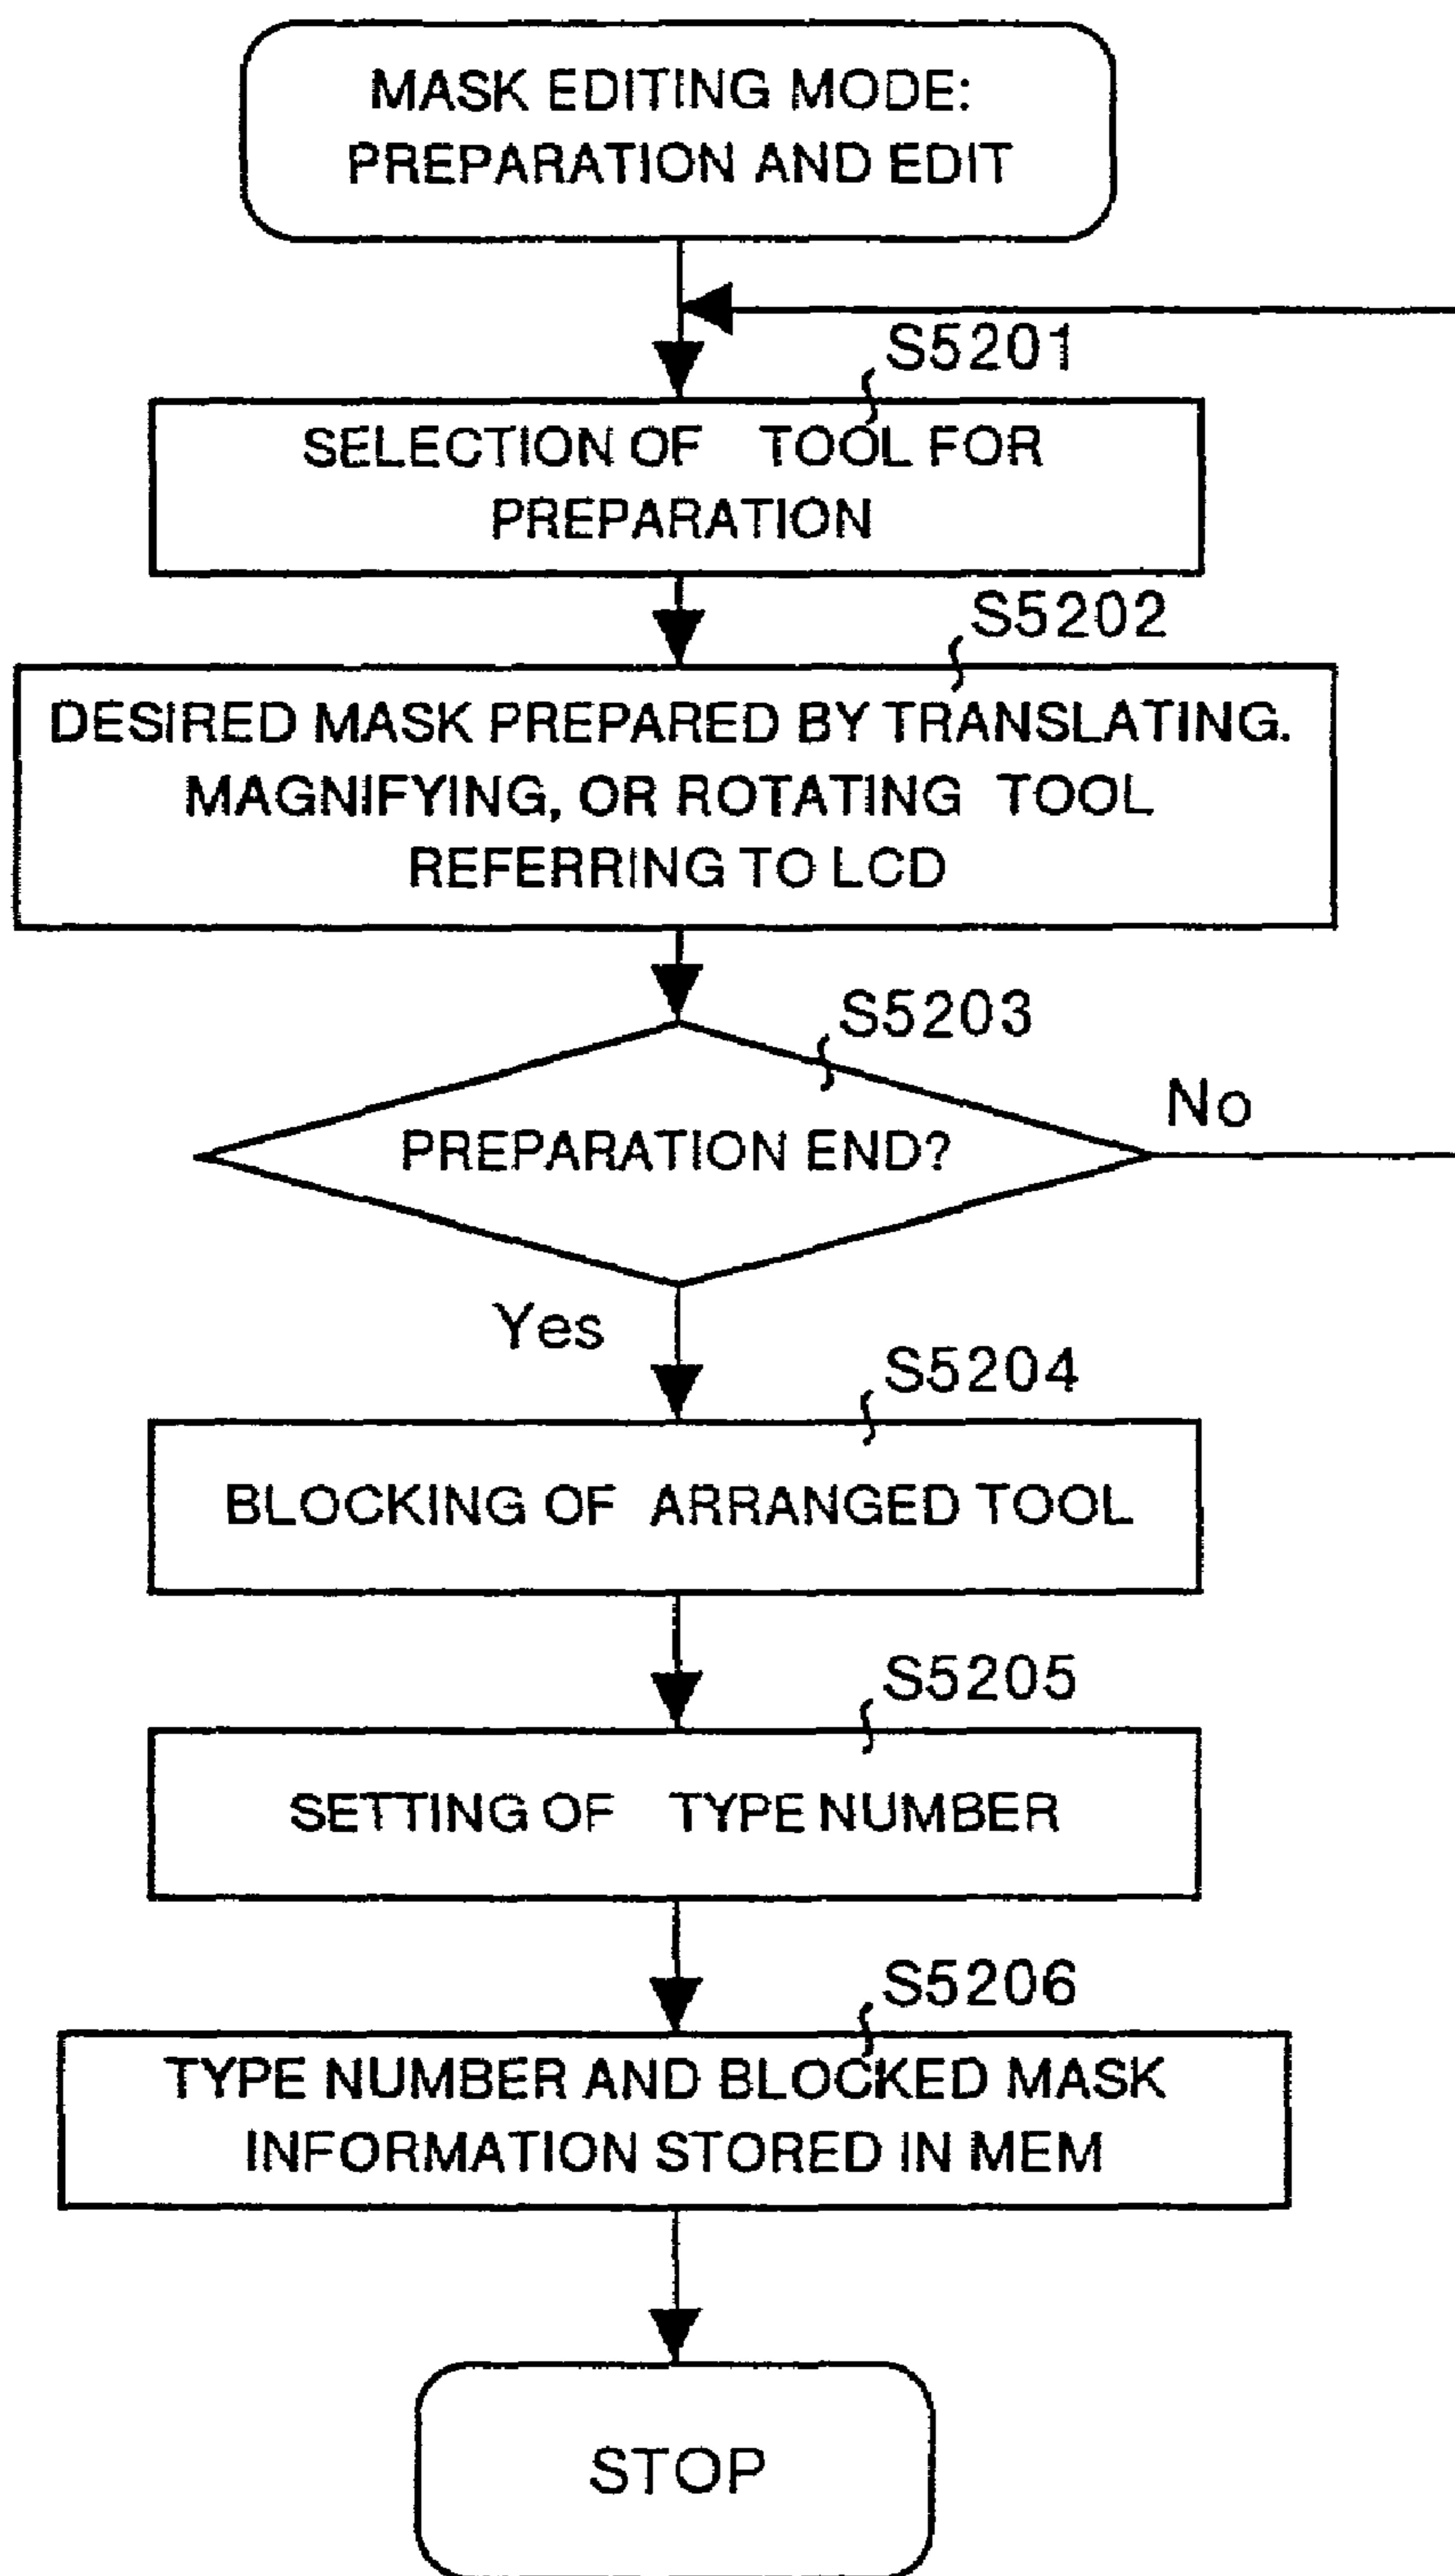 MASK EDITING MODE:
PREPARATION AND EDIT
S5201
SELECTION OF TOOL FOR
PREPARATION
S5202
DESIRED MASK PREPARED BY TRANSLATING.
MAGNIFYING, OR ROTATING TOOL
REFERRING TO LCD
S5203
No
PREPARATION END?
Yes
S5204
BLOCKING OF ARRANGED TOOL
S5205
SETTING OF TYPE NUMBER
S5206
TYPE NUMBER AND BLOCKED MASK
INFORMATION STORED IN MEM
STOP